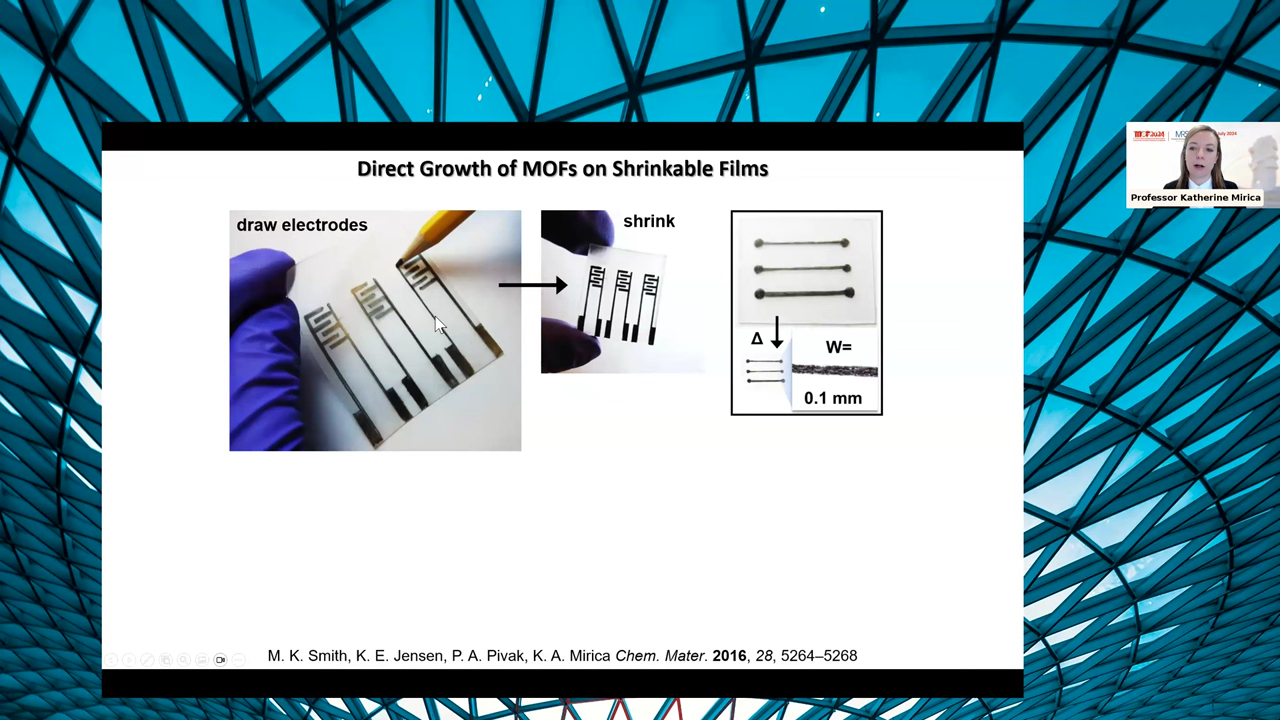 Direct Growth of MOFs on Shrinkable Films
draw electrodes
shrink
Δ
W=
0.1 mm
M. K. Smith, K. E. Jensen, P. A. Pivak, K. A. Mirica Chem. Mater. 2016, 28, 5264–5268
Professor Katherine Mirica